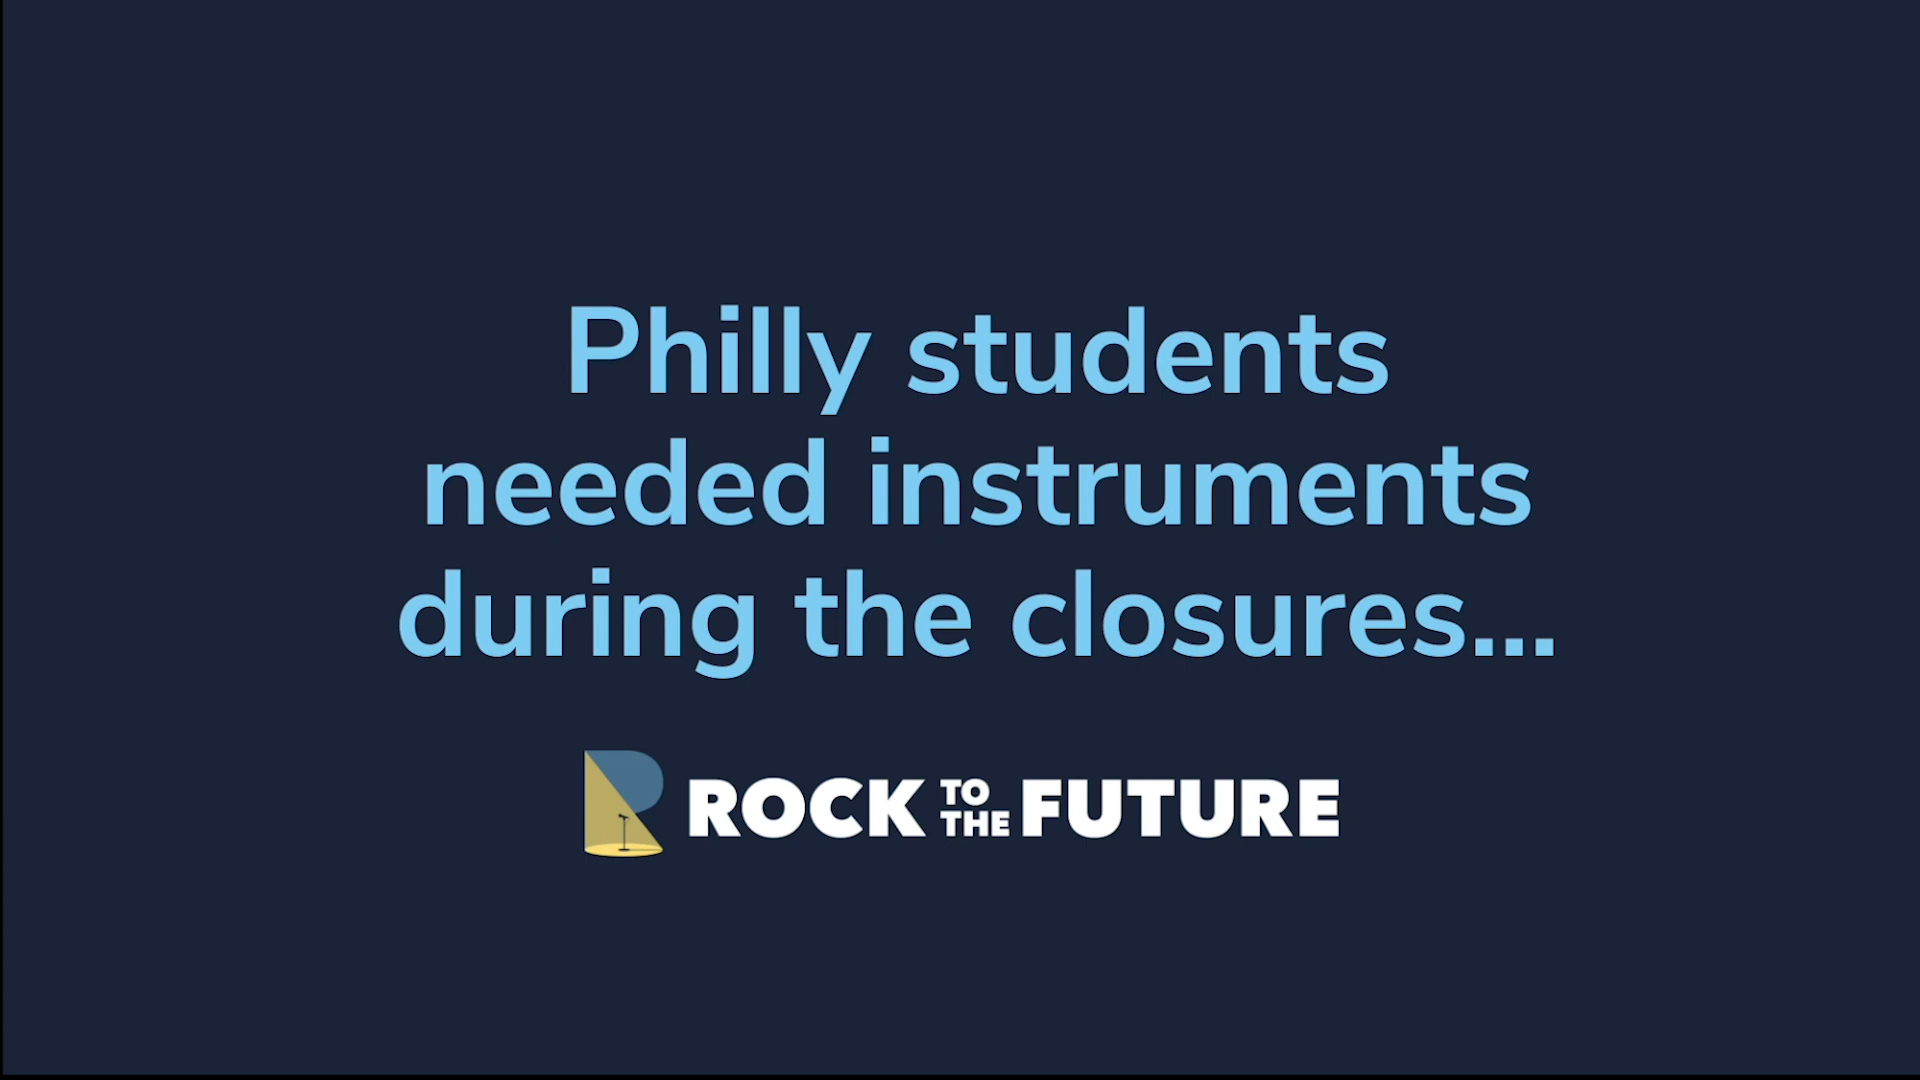 Philly students
needed instruments
during the closures...
ROCK TO THE FUTURE